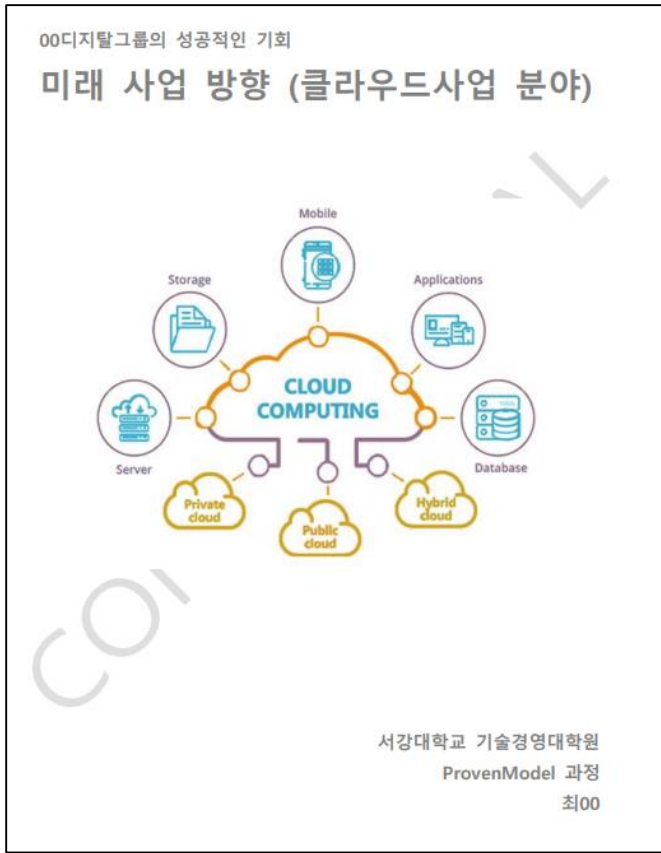 00디지탈그룹의 성공적인 기회
미래 사업 방향 (클라우드사업 분야)
Mobile
Storage
Applications
CLOUD
COMPUTING
Server
Database
Private
cloud
Public
cloud
Hybrid
cloud
서강대학교 기술경영대학원
ProvenModel 과정
최00